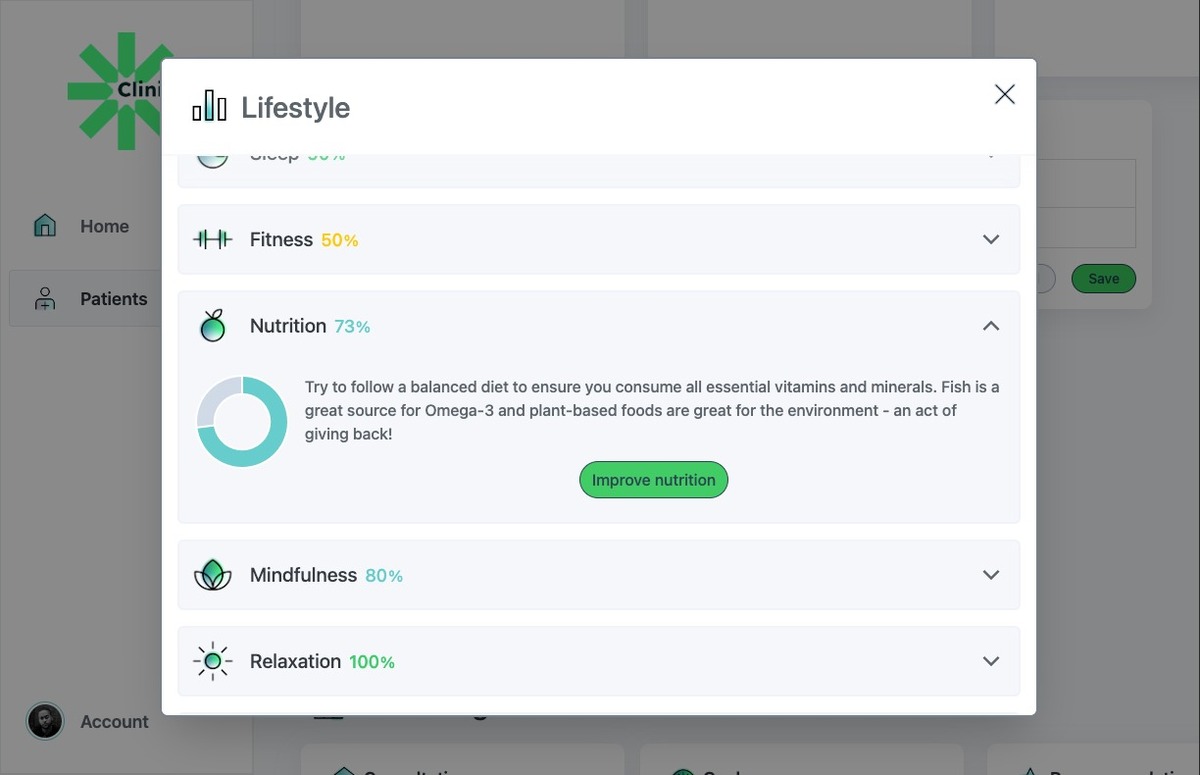 Clini
Lifestyle
Sleep
Fitness 50%
Nutrition 73%
Try to follow a balanced diet to ensure you consume all essential vitamins and minerals. Fish is a
great source for Omega-3 and plant-based foods are great for the environment - an act of
giving back!
Improve nutrition
Mindfulness 80%
Relaxation 100%
Home
Patients
Account
Save